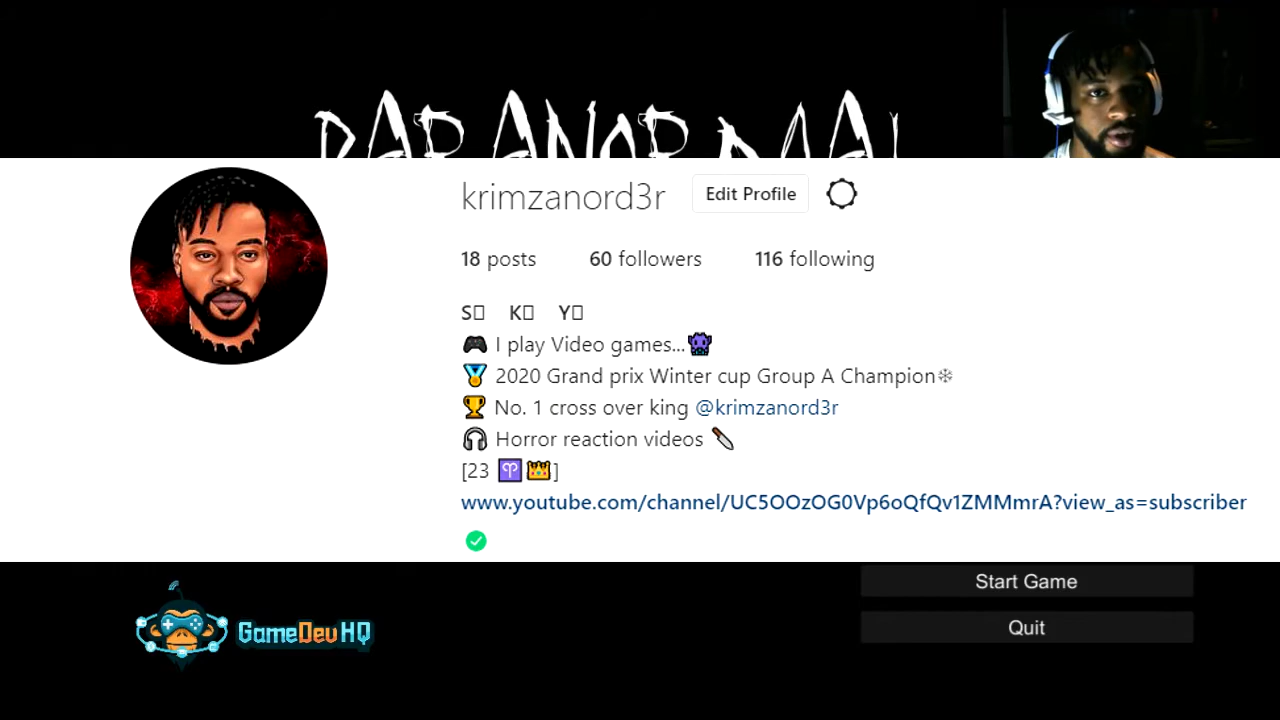 PARANORMAL
krimzanord3r Edit Profile
18 posts 60 followers 116 following
S K Y
🎮 I play Video games...👾
🏅 2020 Grand prix Winter cup Group A Champion❄
🏆 No. 1 cross over king @krimzanord3r
🎧 Horror reaction videos 🔪
[23 ♈👑]
www.youtube.com/channel/UC5OOzOG0Vp6oQfQv1ZMMmrA?view_as=subscriber
Start Game
GameDevHQ
Quit